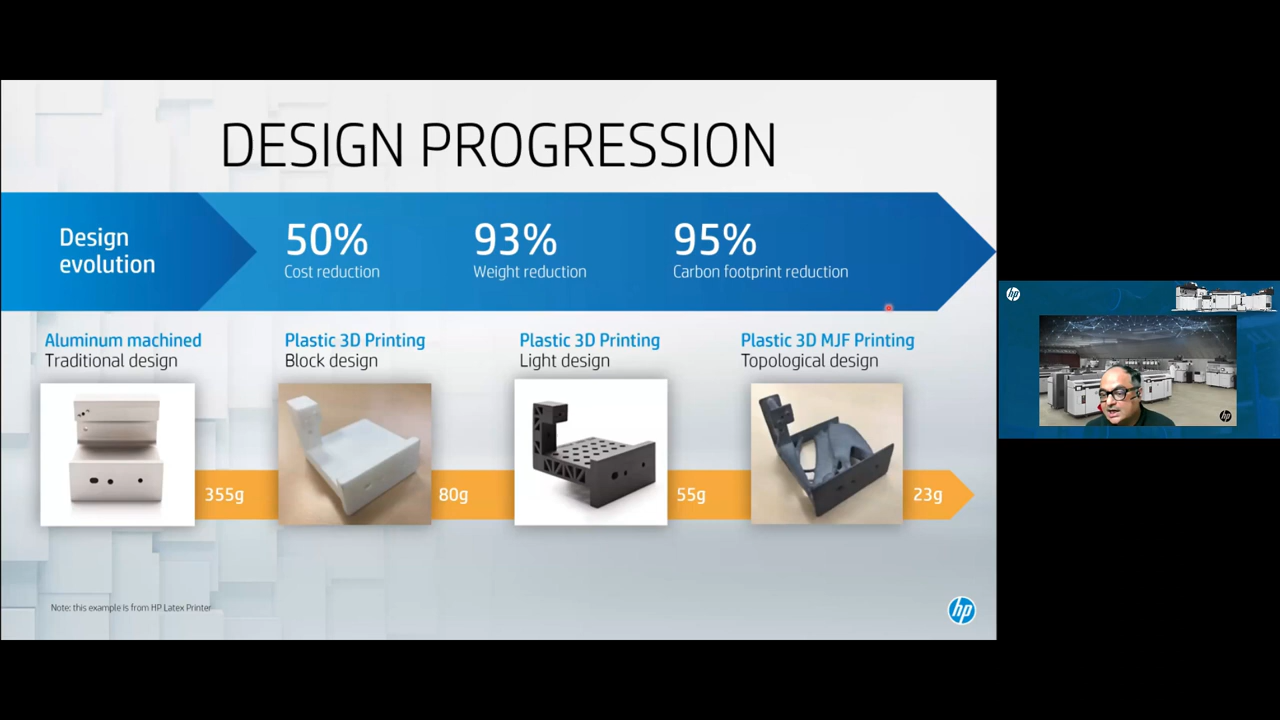 DESIGN PROGRESSION
Design
evolution
50%
Cost reduction
93%
Weight reduction
95%
Carbon footprint reduction
Aluminum machined
Traditional design
Plastic 3D Printing
Block design
Plastic 3D Printing
Light design
Plastic 3D MJF Printing
Topological design
355g
80g
55g
23g
Note: this example is from HP Latex Printer
hp
hp
hp